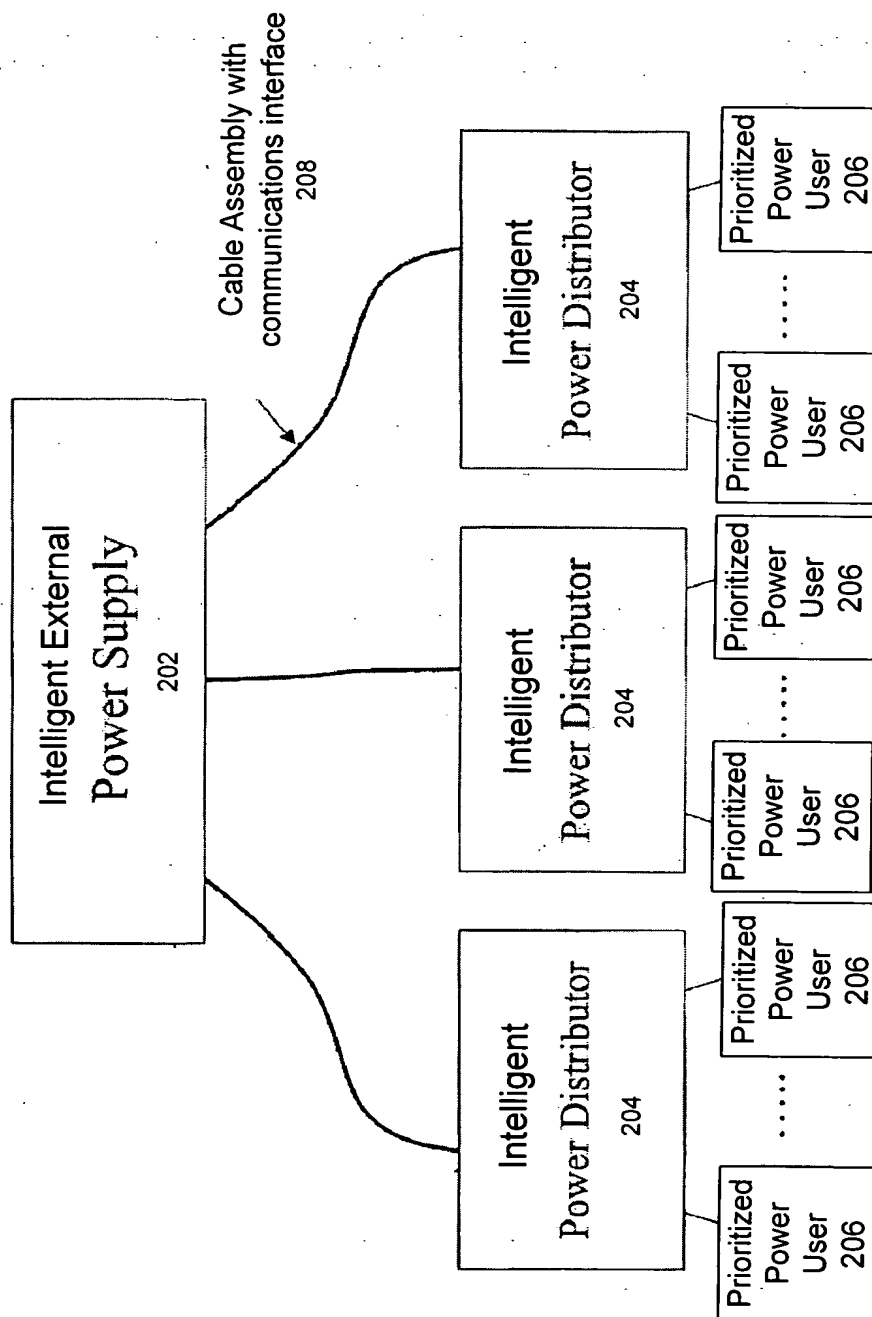 Intelligent External
Power Supply
202
Cable Assembly with
communications interface
208
Intelligent
Power Distributor
204
Intelligent
Power Distributor
204
Intelligent
Power Distributor
204
Prioritized
Power
User
206
.....
Prioritized
Power
User
206
Prioritized
Power
User
206
.....
Prioritized
Power
User
206
Prioritized
Power
User
206
.....
Prioritized
Power
User
206